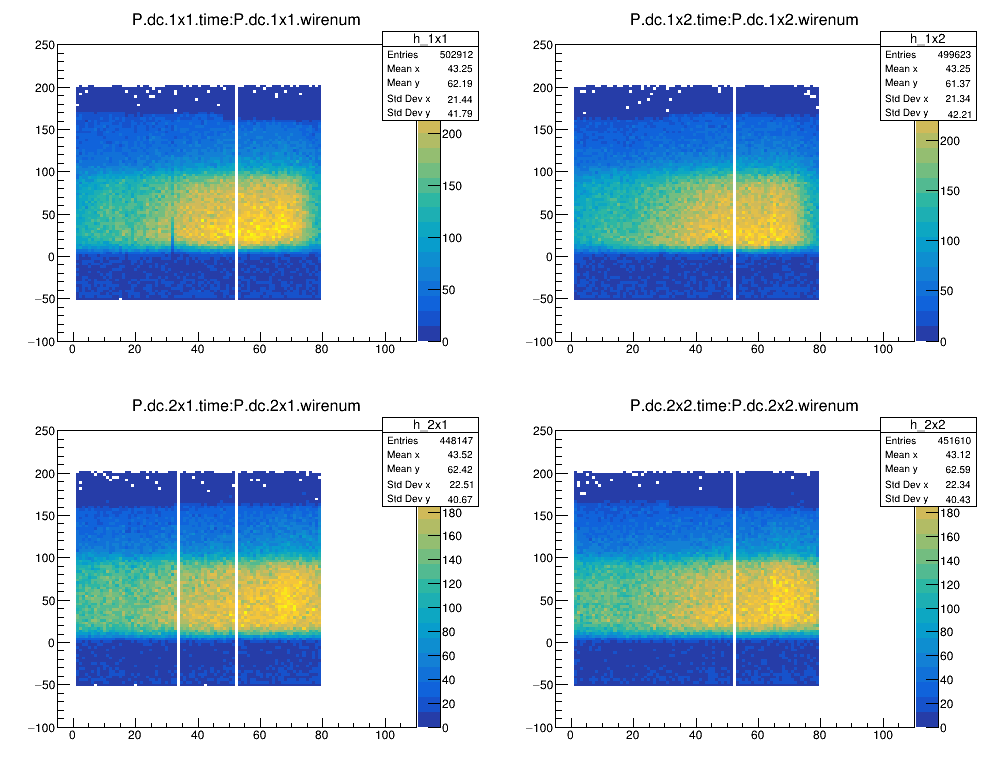 P.dc.1x1.time:P.dc.1x1.wirenum
h_1x1
Entries 502912
Mean x 43.25
Mean y 62.19
Std Dev x 21.44
Std Dev y 41.79
250
200
150
100
50
0
−50
−100
0 20 40 60 80 100
200
150
100
50
0
P.dc.1x2.time:P.dc.1x2.wirenum
h_1x2
Entries 499623
Mean x 43.25
Mean y 61.37
Std Dev x 21.34
Std Dev y 42.21
250
200
150
100
50
0
−50
−100
0 20 40 60 80 100
200
150
100
50
0
P.dc.2x1.time:P.dc.2x1.wirenum
h_2x1
Entries 448147
Mean x 43.52
Mean y 62.42
Std Dev x 22.51
Std Dev y 40.67
250
200
150
100
50
0
−50
−100
0 20 40 60 80 100
180
160
140
120
100
80
60
40
20
0
P.dc.2x2.time:P.dc.2x2.wirenum
h_2x2
Entries 451610
Mean x 43.12
Mean y 62.59
Std Dev x 22.34
Std Dev y 40.43
250
200
150
100
50
0
−50
−100
0 20 40 60 80 100
180
160
140
120
100
80
60
40
20
0